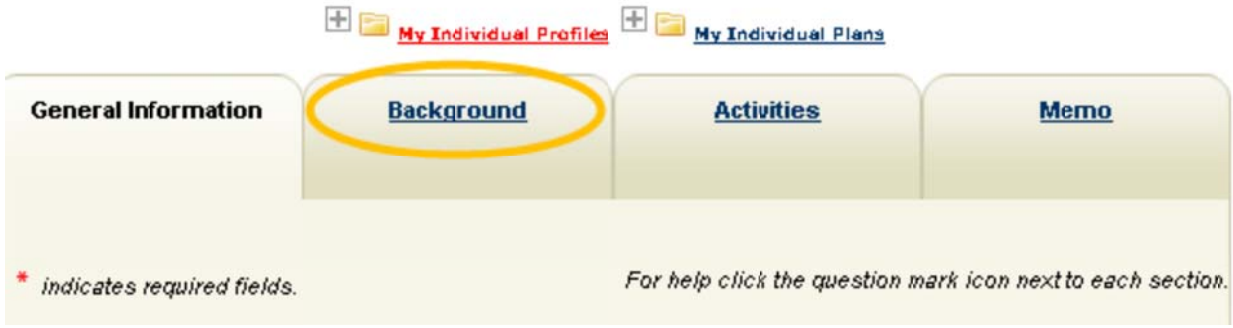 My Individual Profiles My Individual Plans
General Information Background Activities Memo
* indicates required fields. For help click the question mark icon next to each section.